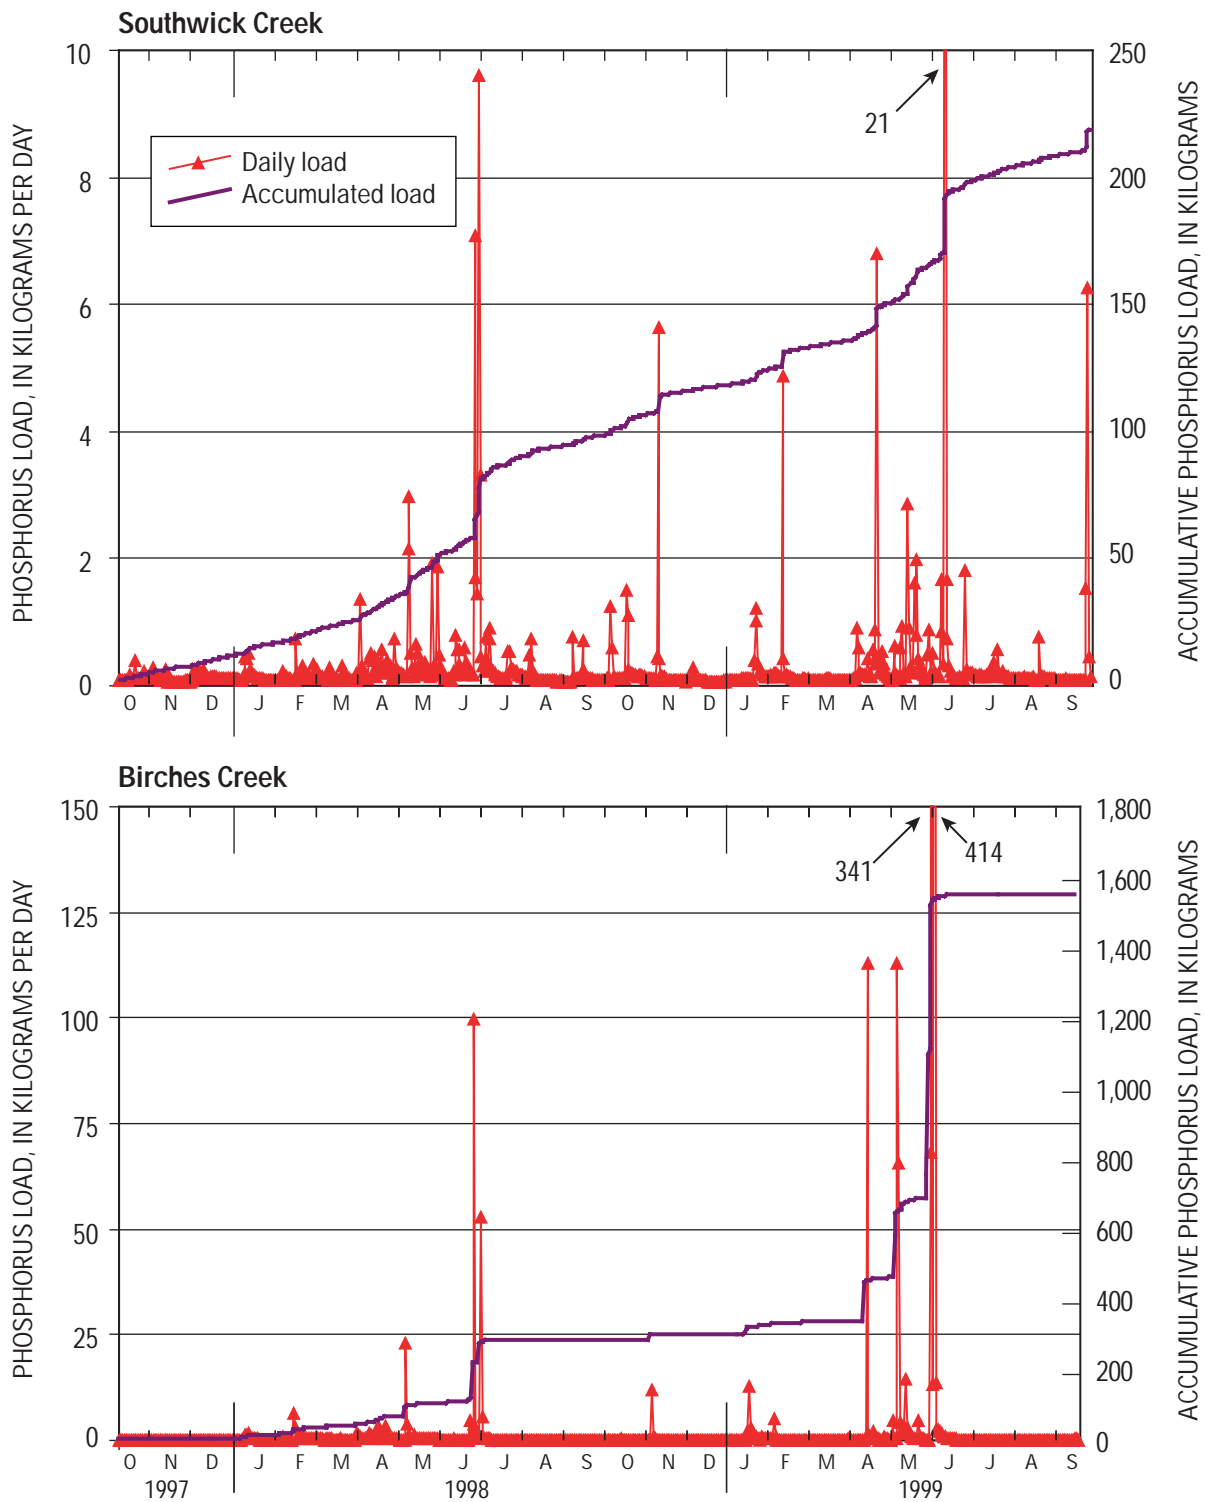 Southwick Creek
PHOSPHORUS LOAD, IN KILOGRAMS PER DAY
10
8
6
4
2
0
Daily load
Accumulated load
21
250
200
150
100
50
0
ACCUMULATIVE PHOSPHORUS LOAD, IN KILOGRAMS
O N D J F M A M J J A S O N D J F M A M J J A S
Birches Creek
PHOSPHORUS LOAD, IN KILOGRAMS PER DAY
150
125
100
75
50
25
0
341
414
1,800
1,600
1,400
1,200
1,000
800
600
400
200
0
ACCUMULATIVE PHOSPHORUS LOAD, IN KILOGRAMS
O N D J F M A M J J A S O N D J F M A M J J A S
1997 1998 1999